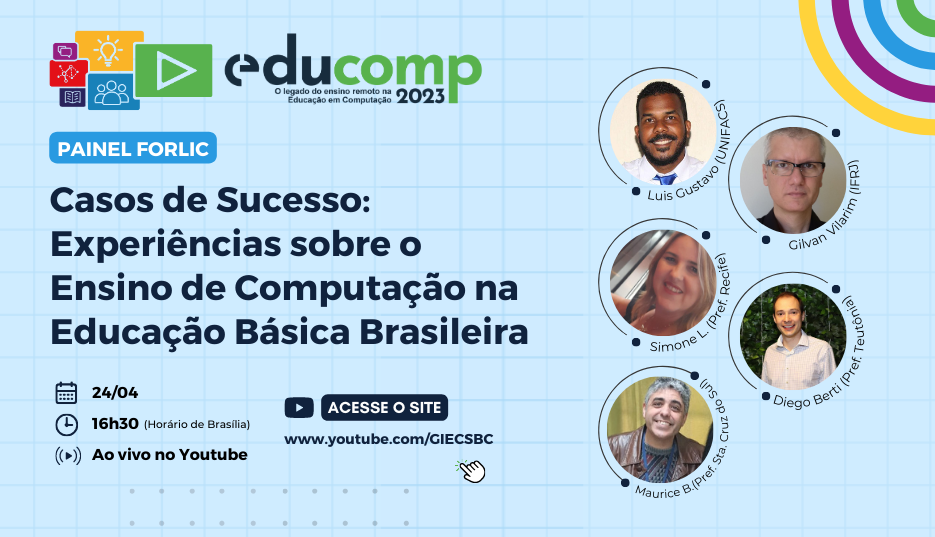 educomp
O legado do ensino remoto na
Educação em Computação 2023
PAINEL FORLIC
Casos de Sucesso:
Experiências sobre o
Ensino de Computação na
Educação Básica Brasileira
24/04
16h30 (Horário de Brasília)
Ao vivo no Youtube
ACESSE O SITE
www.youtube.com/GIECSBC
Luis Gustavo (UNIFACS)
Gilvan Vilarim (IFRJ)
Simone L. (Pref. Recife)
Diego Berti (Pref. Teutônia)
Maurice B.(Pref. Sta. Cruz do Sul)